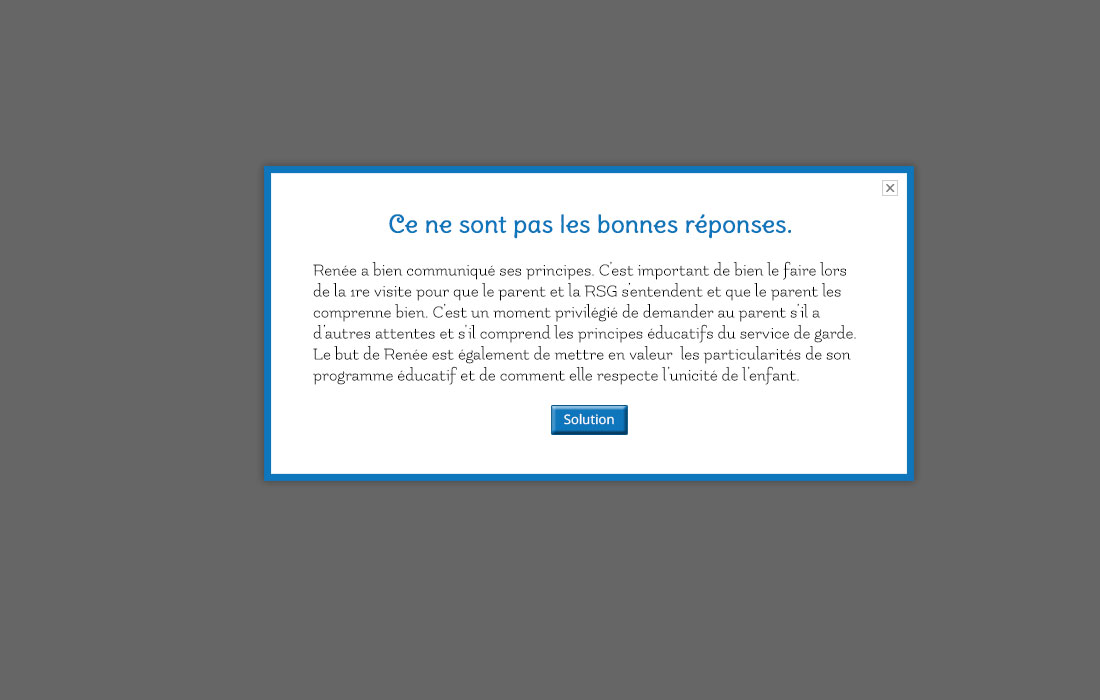 Ce ne sont pas les bonnes réponses.
Renée a bien communiqué ses principes. C'est important de bien le faire lors
de la 1re visite pour que le parent et la RSG s'entendent et que le parent les
comprenne bien. C'est un moment privilégié de demander au parent s'il a
d'autres attentes et s'il comprend les principes éducatifs du service de garde.
Le but de Renée est également de mettre en valeur  les particularités de son
programme éducatif et de comment elle respecte l'unicité de l'enfant.
Solution